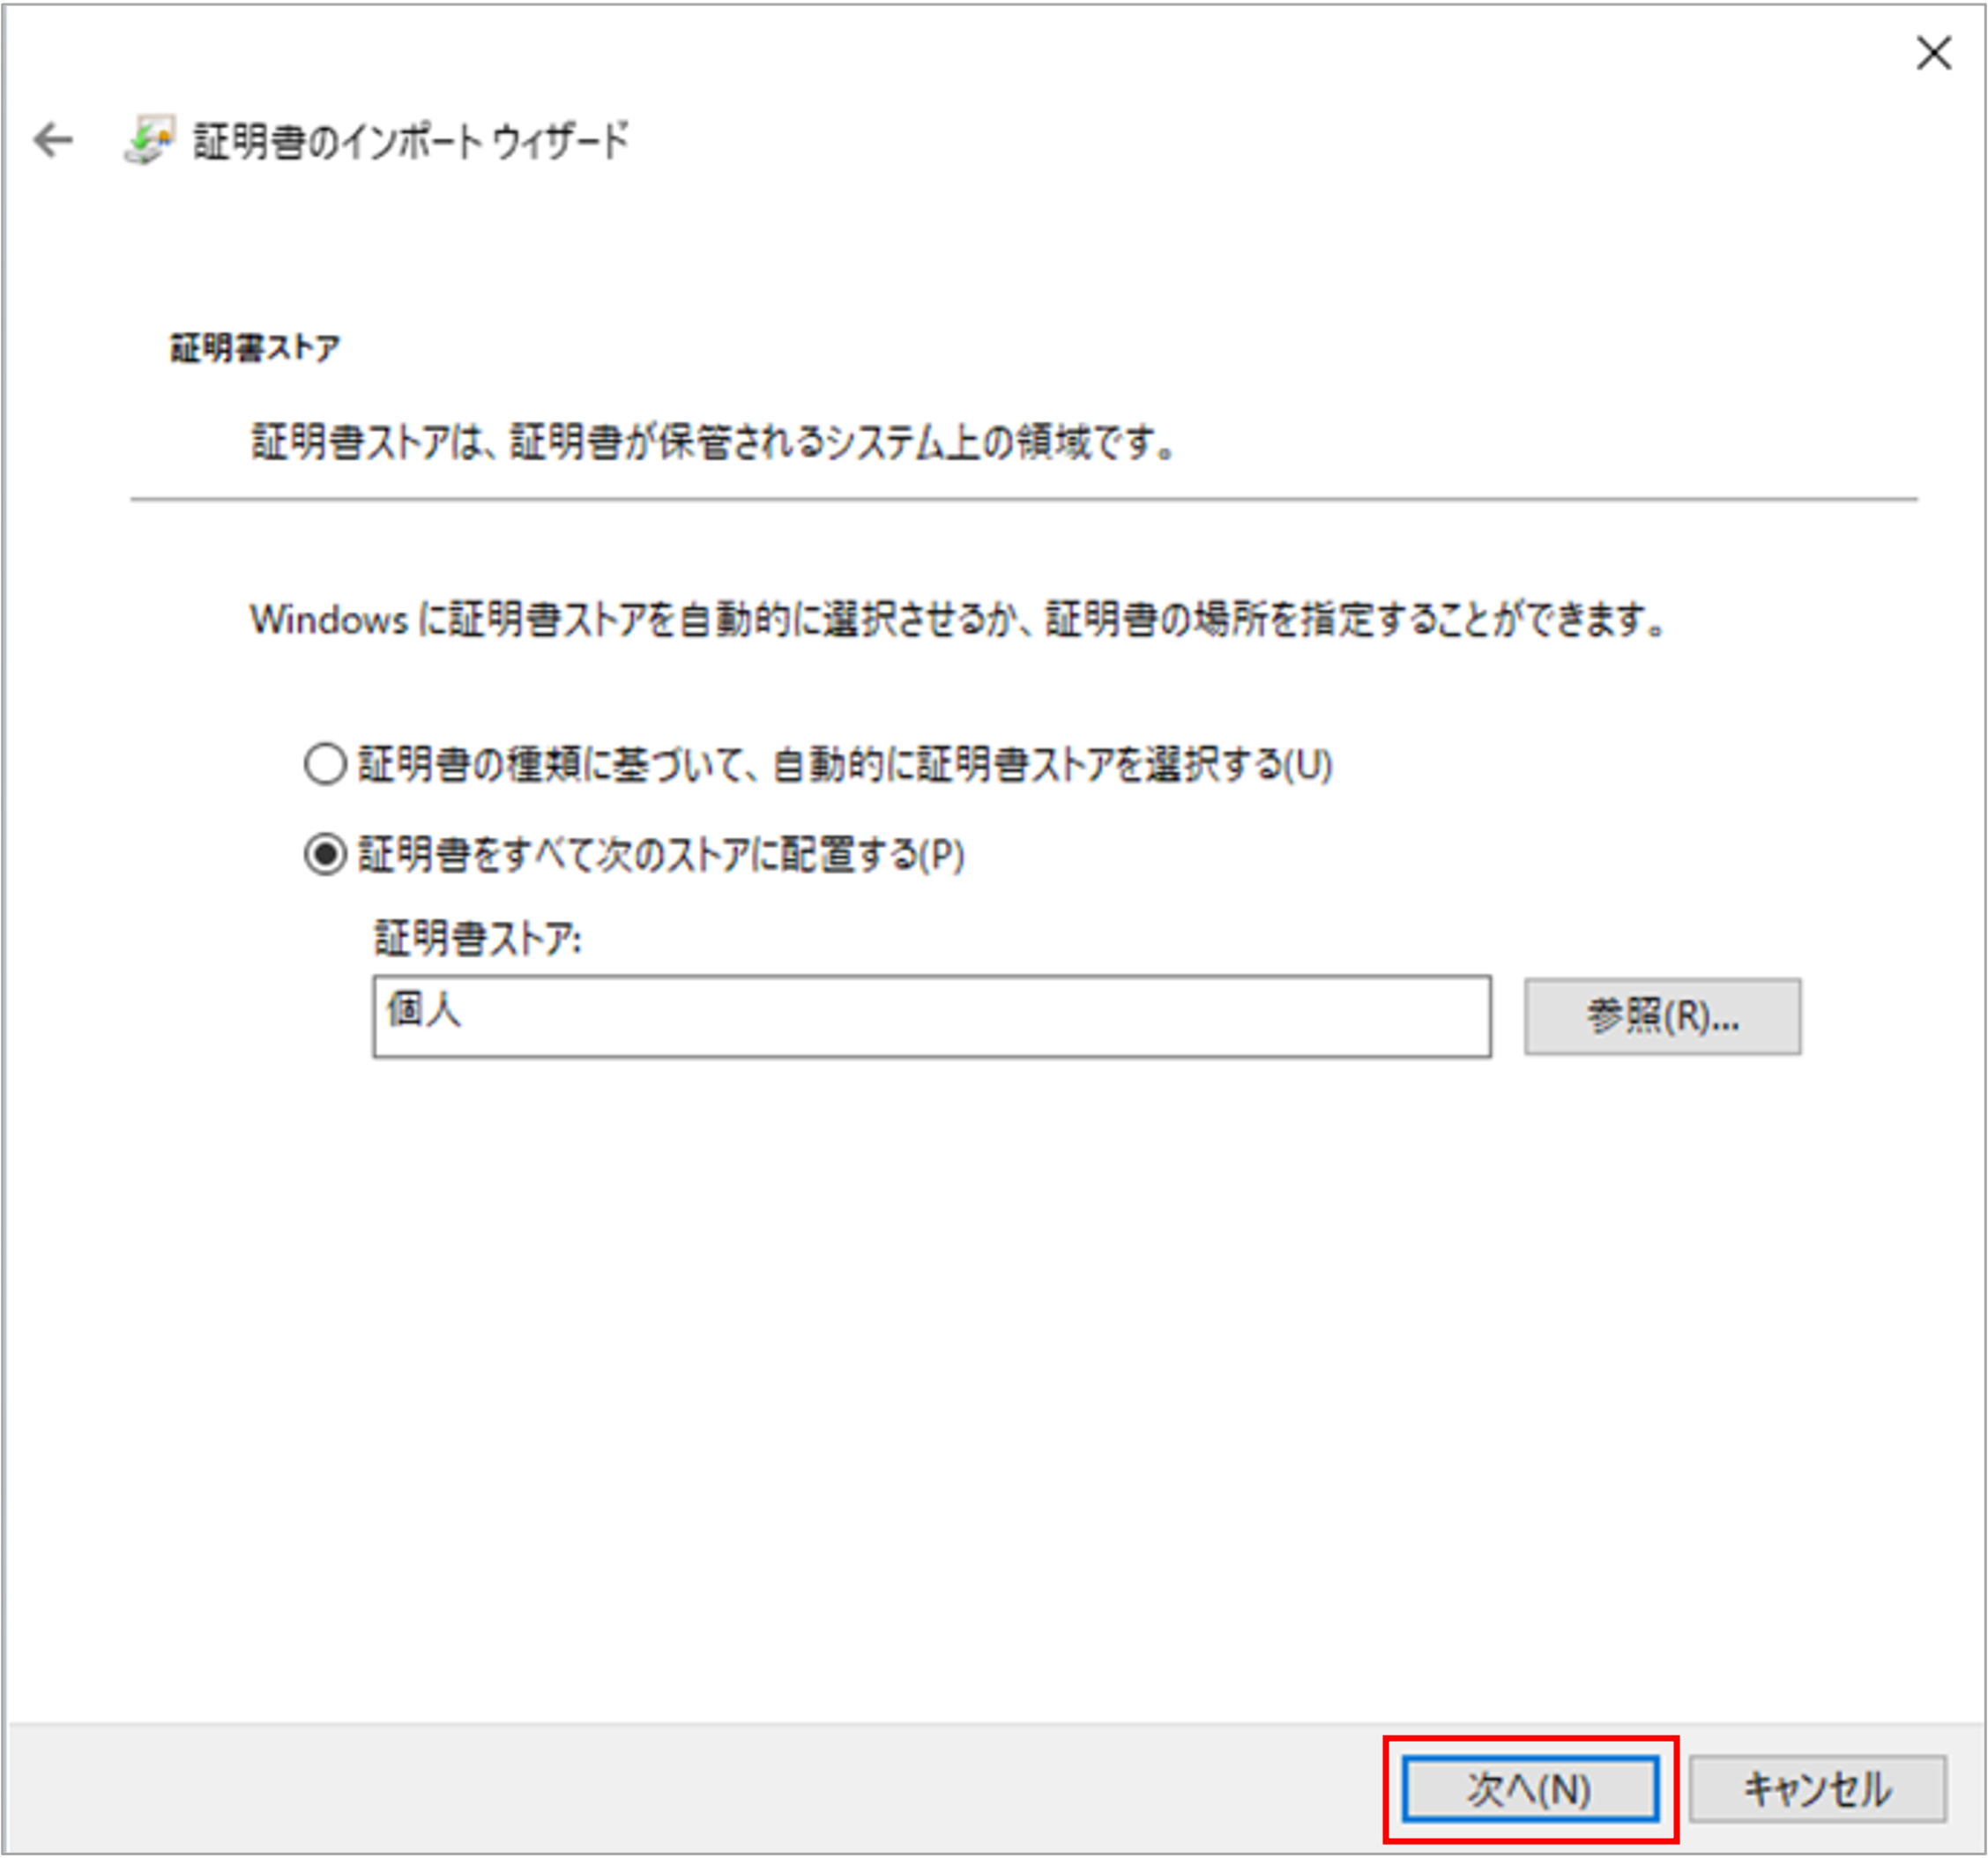 証明書のインポート ウィザード
証明書ストア
証明書ストアは、証明書が保管されるシステム上の領域です。
Windows に証明書ストアを自動的に選択させるか、証明書の場所を指定することができます。
証明書の種類に基づいて、自動的に証明書ストアを選択する(U)
証明書をすべて次のストアに配置する(P)
証明書ストア:
個人
参照(R)...
次へ(N)
キャンセル